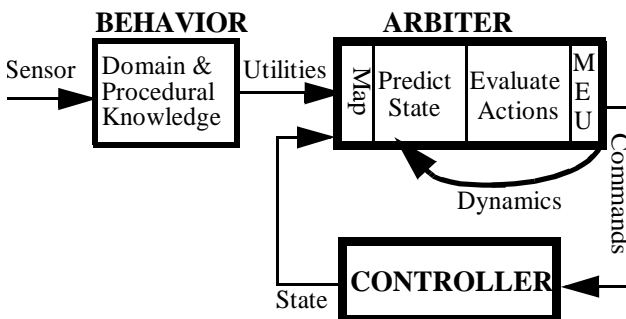 BEHAVIOR
ARBITER
Sensor
Domain &
Procedural
Knowledge
Utilities
Map
Predict
State
Evaluate
Actions
M
E
U
Dynamics
Commands
CONTROLLER
State